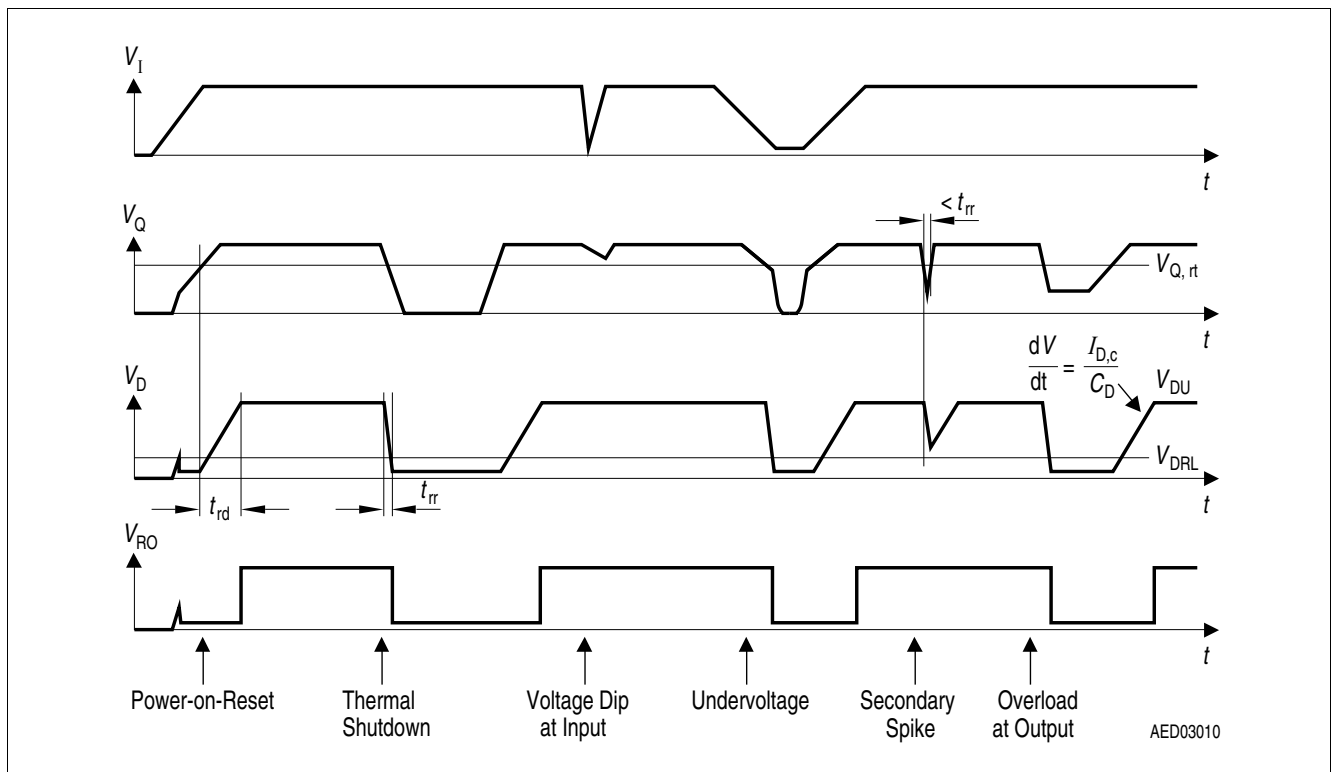 V_I
t
V_Q
< t_rr
V_Q, rt
t
dV/dt = I_D,c/C_D
V_D
V_DU
V_DRL
t_rd
t_rr
t
V_RO
t
Power-on-Reset
Thermal
Shutdown
Voltage Dip
at Input
Undervoltage
Secondary
Spike
Overload
at Output
AED03010